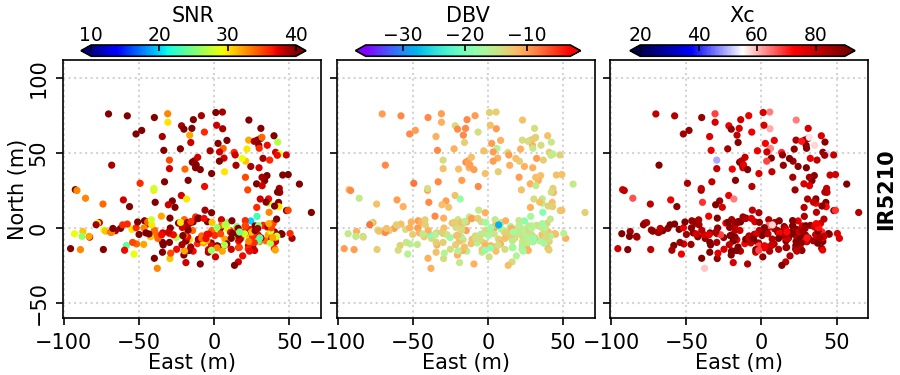 SNR DBV Xc
10 20 30 40 −30 −20 −10 20 40 60 80
100
50
0
−50
North (m)
IR5210
−100 −50 0 50 −100 −50 0 50 −100 −50 0 50
East (m) East (m) East (m)